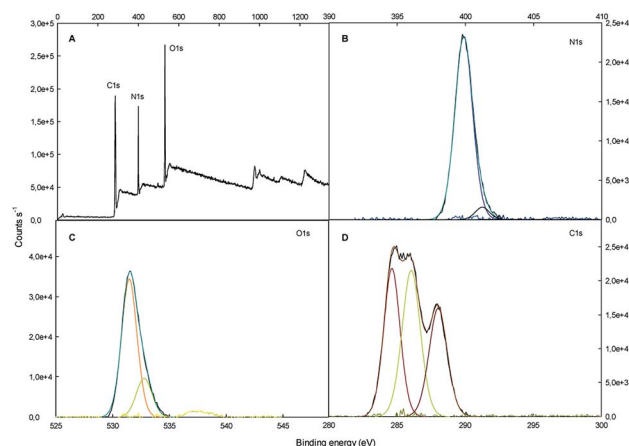 0 200 400 600 800 1000 1200
390 395 400 405 410
3,0e+5
2,5e+5
2,0e+5
1,5e+5
1,0e+5
5,0e+4
0,0
A
C1s
N1s
O1s
B
N1s
2,5e+4
2,0e+4
1,5e+4
1,0e+4
5,0e+3
0,0
Counts s⁻¹
C
O1s
4,0e+4
3,0e+4
2,0e+4
1,0e+4
0,0
D
C1s
2,5e+4
2,0e+4
1,5e+4
1,0e+4
5,0e+3
0,0
525 530 535 540 545
280 285 290 295 300
Binding energy (eV)